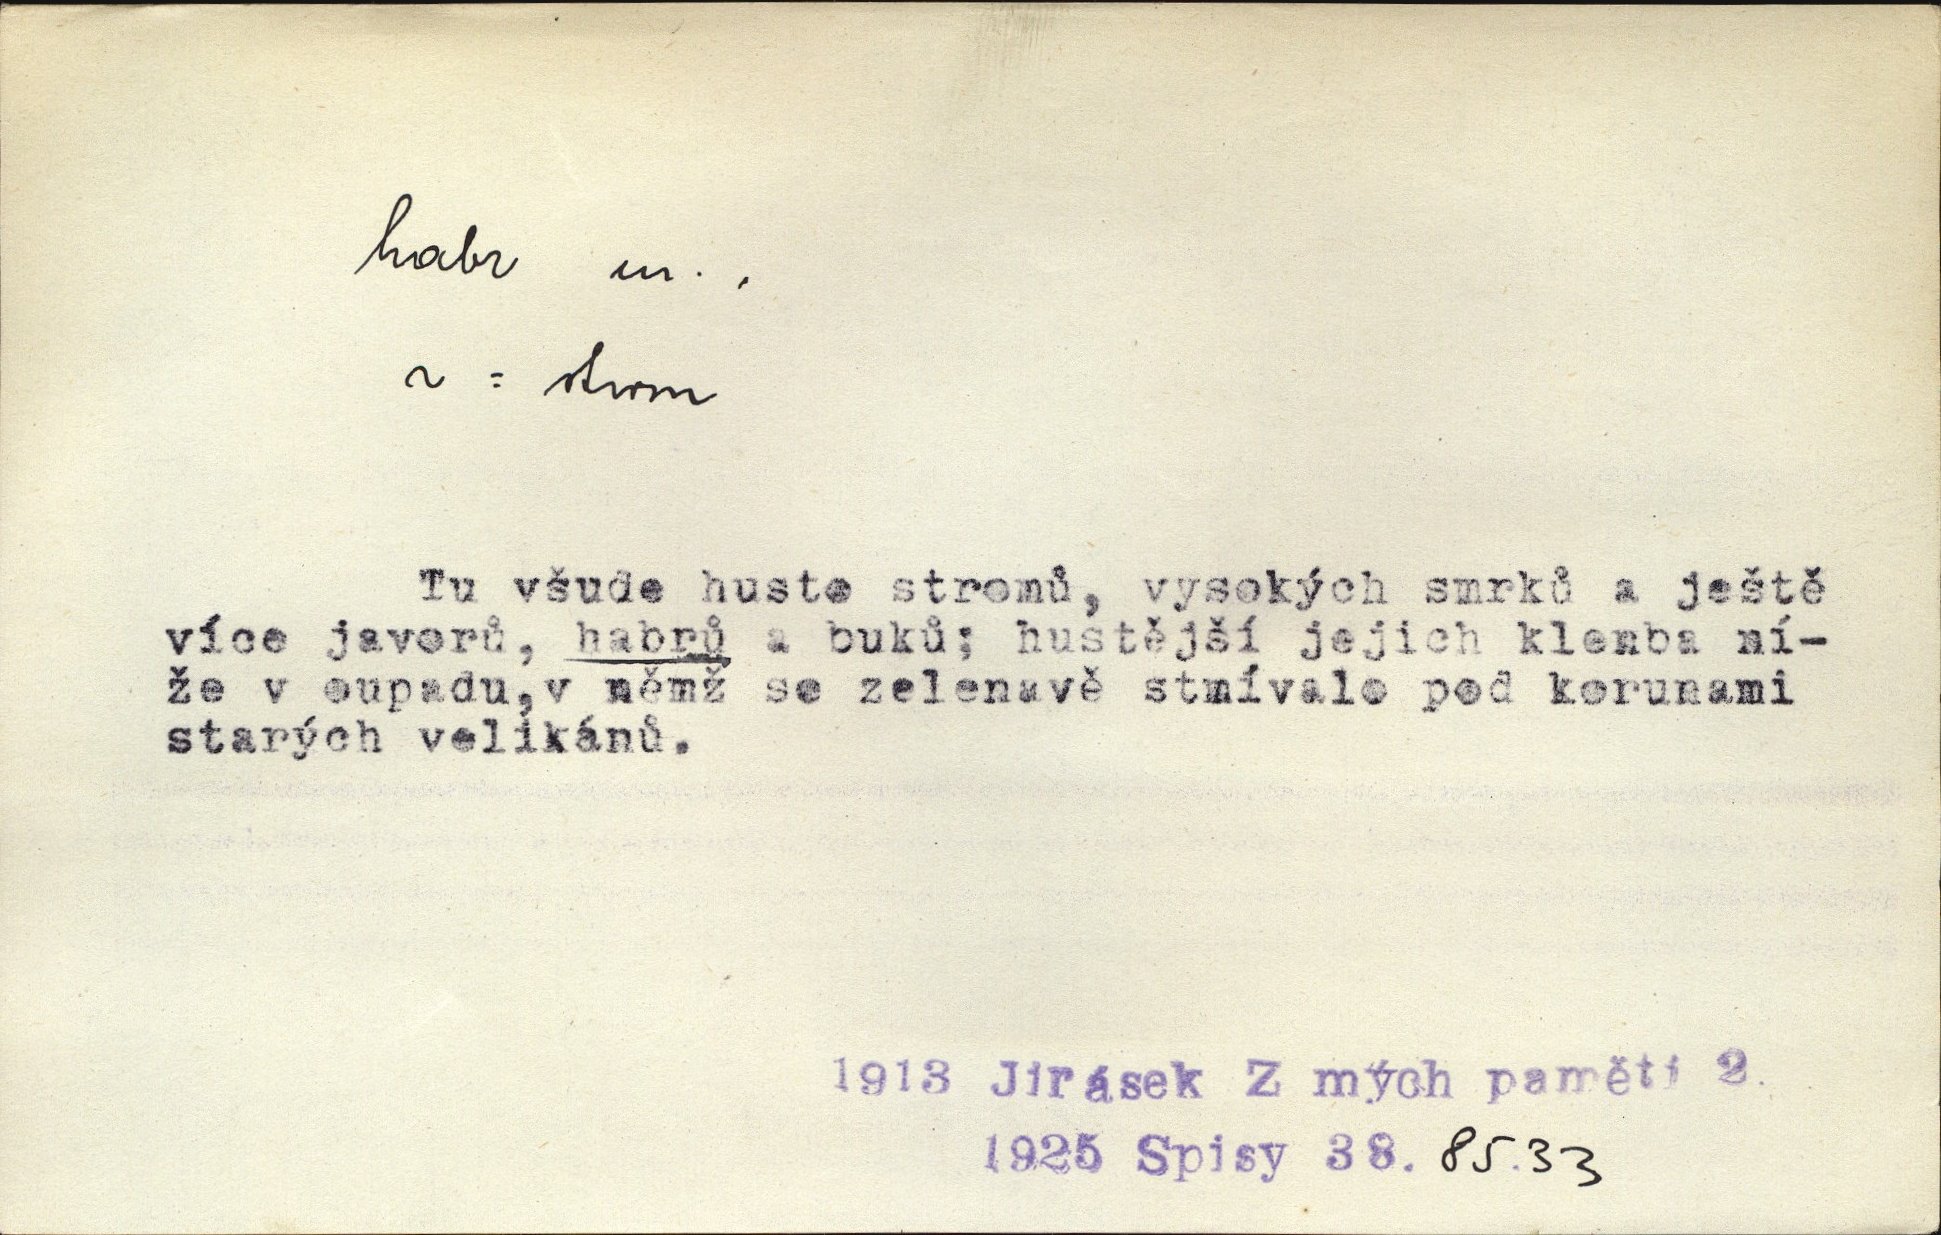 habr m. .
r = strom
Tu všude husto stromů, vysokých smrků a ještě
více javorů, habrů a buků; hustější jejich klenba ní-
že v oupadu,v němž se zelenavě stmívalo pod korunami
starých velikánů.
1913 Jirásek Z mých pamětí 2.
1925 Spisy 38. 85.33